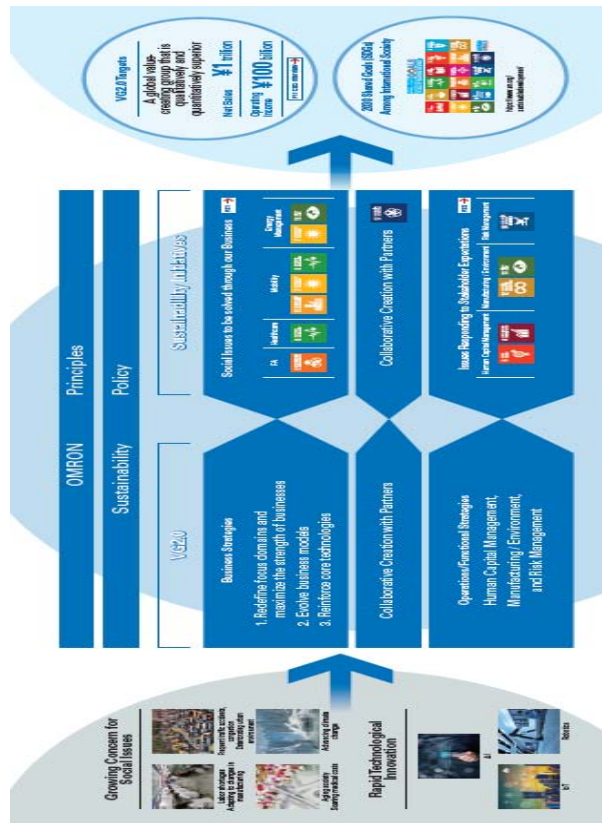 OMRON Principles
Sustainability Policy
Growing Concern for
Social Issues
Labor shortages
Adapting to changes in
manufacturing
Frequent traffic accidents,
congestion
Deteriorating urban
environment
Aging society
Soaring medical costs
Advancing climate
change
Rapid Technological
Innovation
AI
IoT
Robotics
VG2.0
Business Strategies
1. Redefine focus domains and
maximize the strength of businesses
2. Evolve business models
3. Reinforce core technologies
Collaborative Creation with Partners
Operations/Functional Strategies
Human Capital Management,
Manufacturing / Environment,
and Risk Management
Sustainability Initiatives
Social Issues to be solved through our Business
FA
Healthcare
Mobility
Energy
Management
Collaborative Creation with Partners
Issues Responding to Stakeholder Expectations
Human Capital Management
Manufacturing / Environment
Risk Management
VG2.0 Targets
A global value-
creating group that is
qualitatively and
quantitatively superior
Net Sales ¥1 trillion
Operating
Income ¥100 billion
2030 Shared Goals (SDGs)
Among International Society